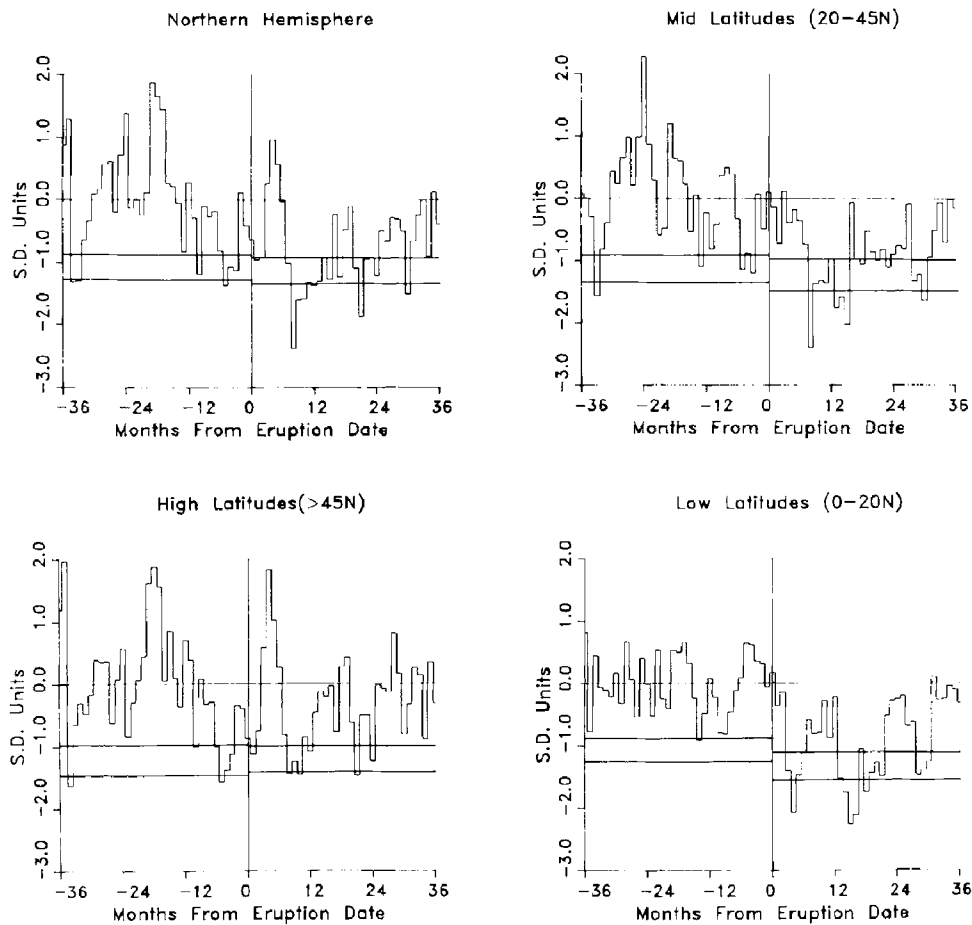 Northern Hemisphere
S.D. Units
2.0
1.0
0.0
-1.0
-2.0
-3.0
-36 -24 -12 0 12 24 36
Months From Eruption Date
Mid Latitudes (20-45N)
S.D. Units
2.0
1.0
0.0
-1.0
-2.0
-3.0
-36 -24 -12 0 12 24 36
Months From Eruption Date
High Latitudes(>45N)
S.D. Units
2.0
1.0
0.0
-1.0
-2.0
-3.0
-36 -24 -12 0 12 24 36
Months From Eruption Date
Low Latitudes (0-20N)
S.D. Units
2.0
1.0
0.0
-1.0
-2.0
-3.0
-36 -24 -12 0 12 24 36
Months From Eruption Date